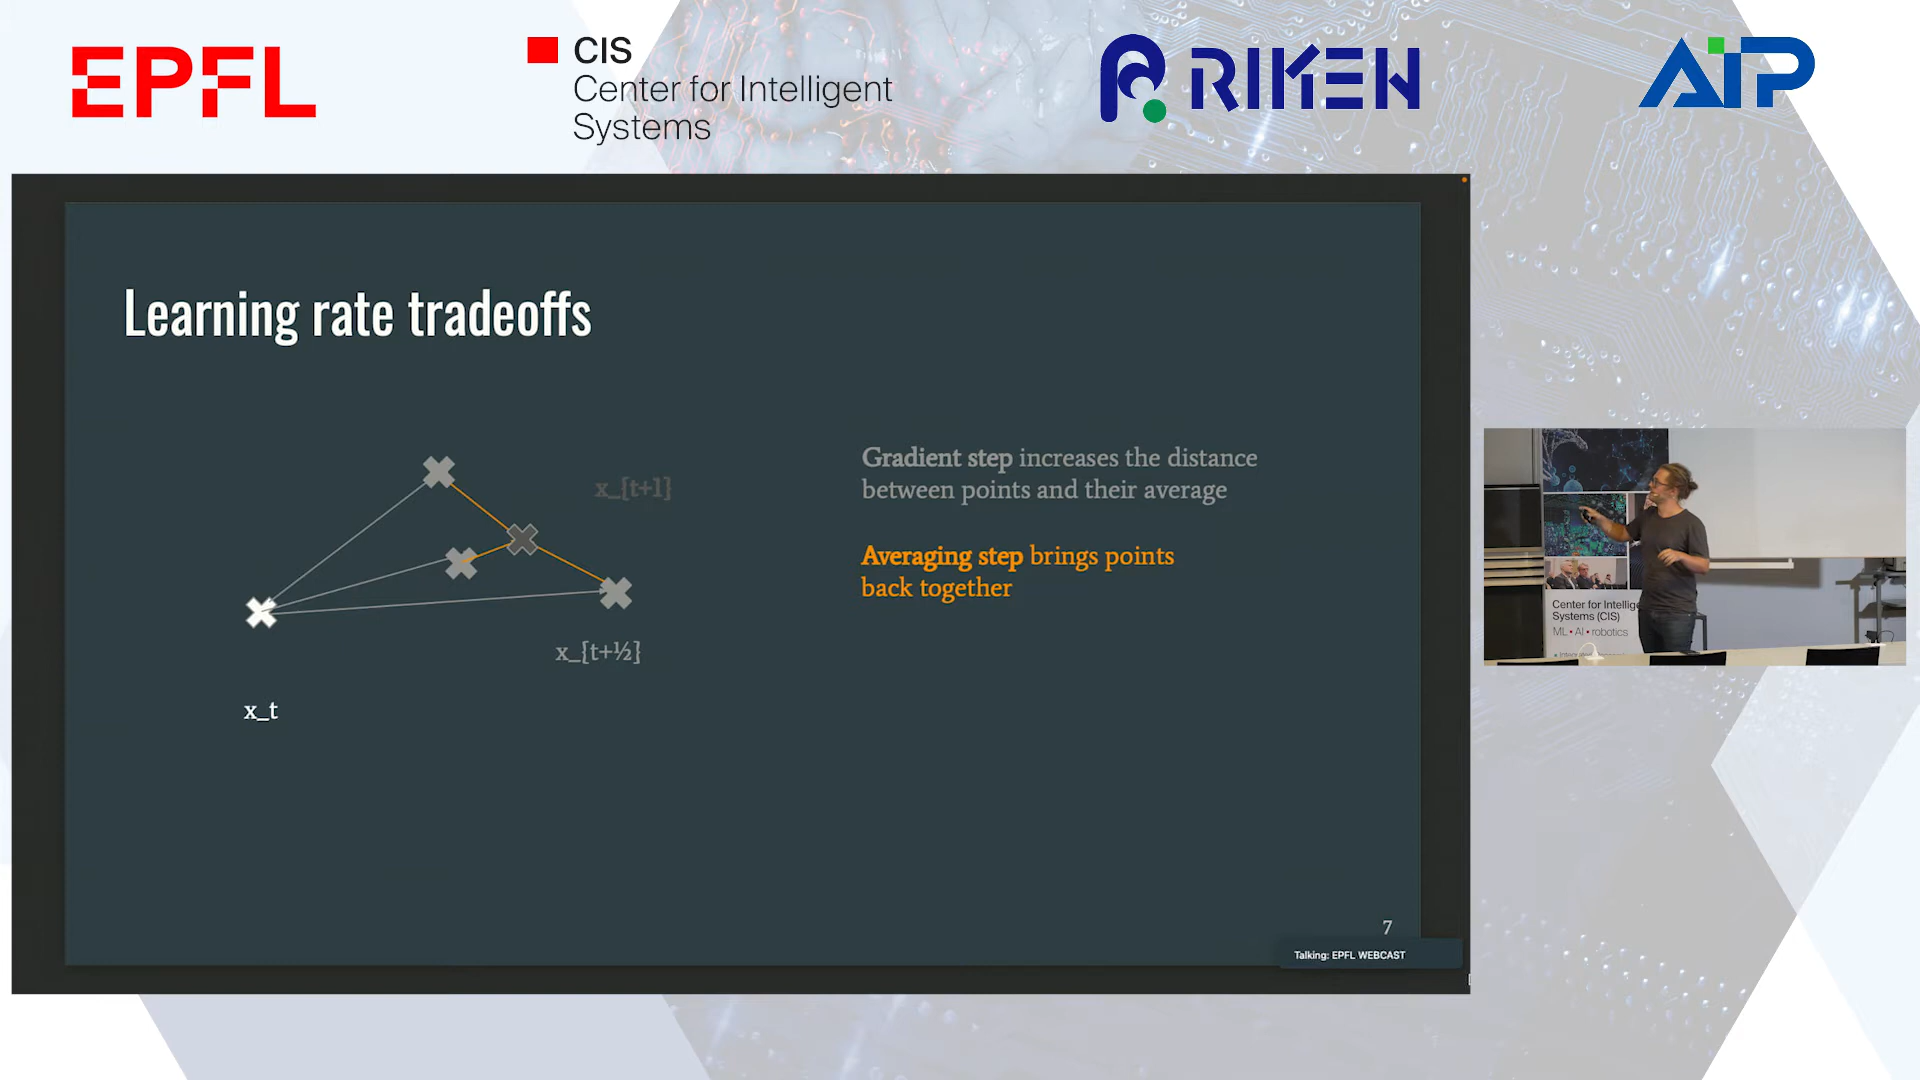 EPFL
CIS
Center for Intelligent
Systems
RIKEN
AIP
Learning rate tradeoffs
x_{t+1}
Gradient step increases the distance
between points and their average
Averaging step brings points
back together
x_{t+½]
x_t
7
Talking: EPFL WEBCAST
Center for Intellige
Systems (CIS)
ML • AI • robotics